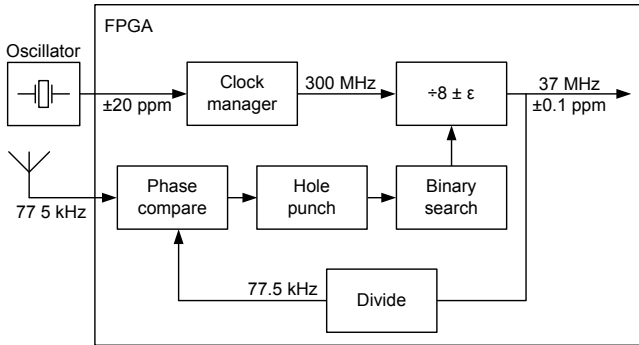 FPGA
Oscillator
±20 ppm
Clock
manager
300 MHz
÷8 ± ε
37 MHz
±0.1 ppm
77 5 kHz
Phase
compare
Hole
punch
Binary
search
77.5 kHz
Divide